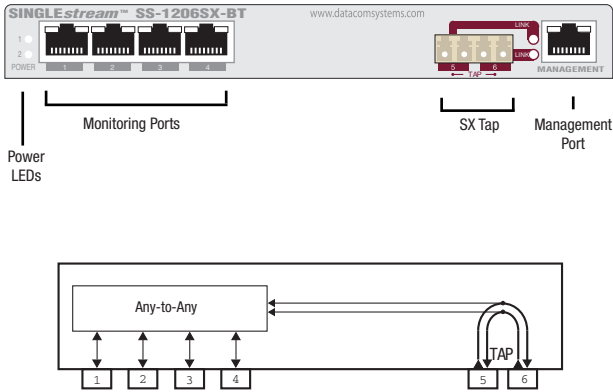 SINGLEstream™ SS-1206SX-BT
www.datacomsystems.com
LINK
1
2
LINK
POWER
1 2 3 4
5 6
TAP
MANAGEMENT
Monitoring Ports
SX Tap
Management
Port
Power
LEDs
Any-to-Any
TAP
1 2 3 4 5 6